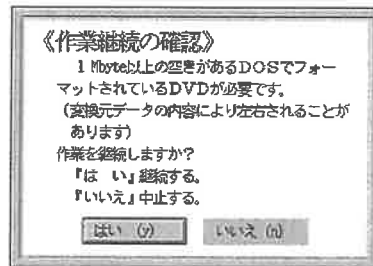 《作業継続の確認》
１Mbyte以上の空きがあるＤＯＳでフォー
マットされているＤＶＤが必要です。
（変換元データの内容により左右されることが
あります）
作業を継続しますか？
『は　い』継続する。
『いいえ』中止する。
はい (y)　いいえ (n)